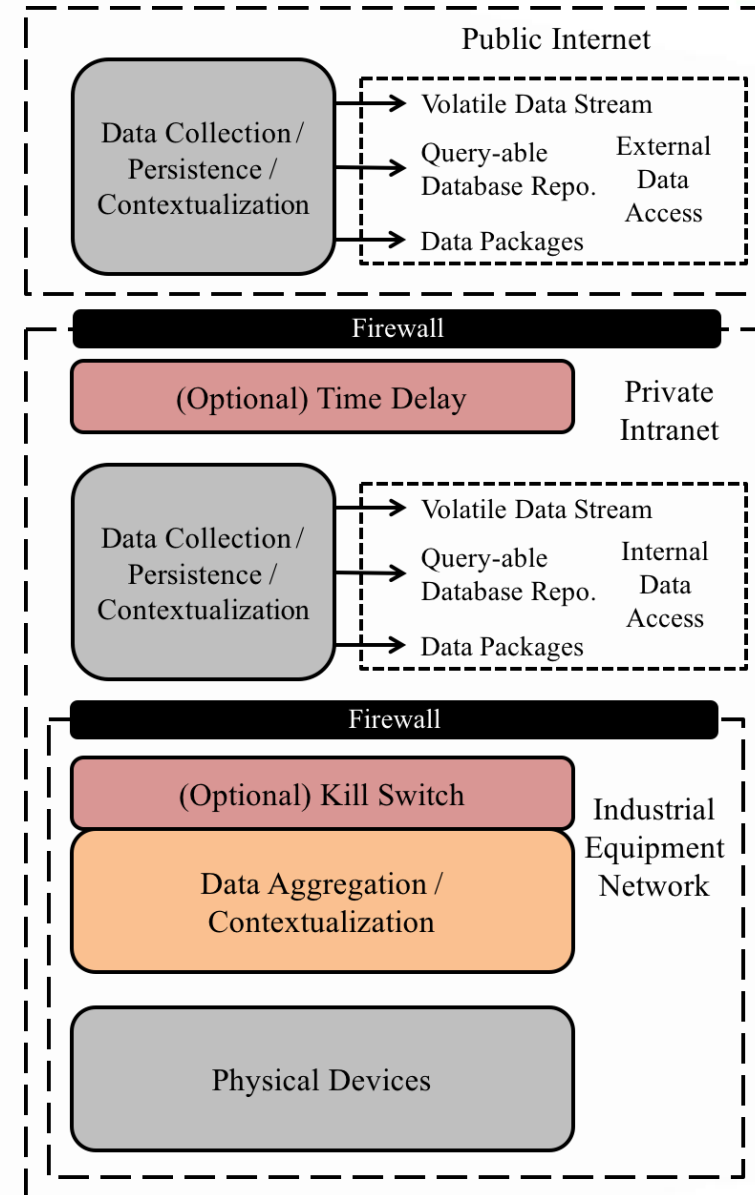 Public Internet
Data Collection /
Persistence /
Contextualization
Volatile Data Stream
Query-able
Database Repo.
Data Packages
External
Data
Access
Firewall
(Optional) Time Delay
Private
Intranet
Data Collection /
Persistence /
Contextualization
Volatile Data Stream
Query-able
Database Repo.
Data Packages
Internal
Data
Access
Firewall
(Optional) Kill Switch
Industrial
Equipment
Network
Data Aggregation /
Contextualization
Physical Devices